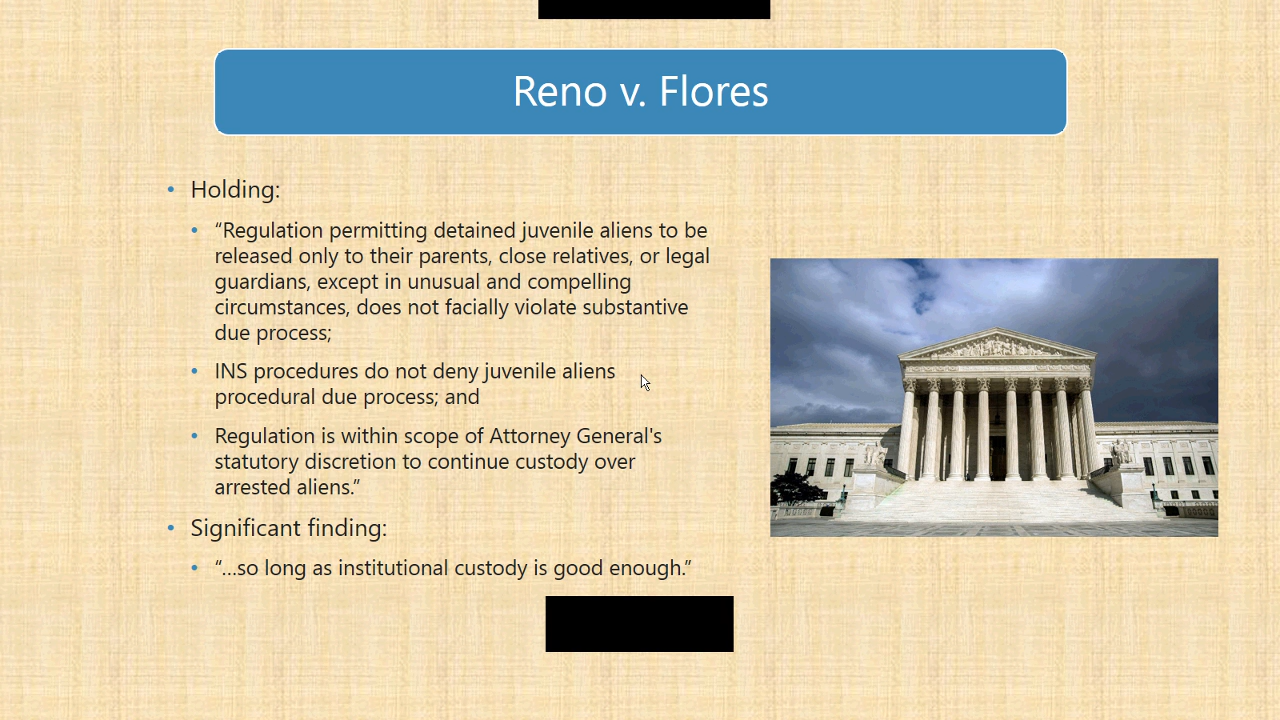 Reno v. Flores
• Holding:
• “Regulation permitting detained juvenile aliens to be
released only to their parents, close relatives, or legal
guardians, except in unusual and compelling
circumstances, does not facially violate substantive
due process;
• INS procedures do not deny juvenile aliens
procedural due process; and
• Regulation is within scope of Attorney General's
statutory discretion to continue custody over
arrested aliens.”
• Significant finding:
• “…so long as institutional custody is good enough.”